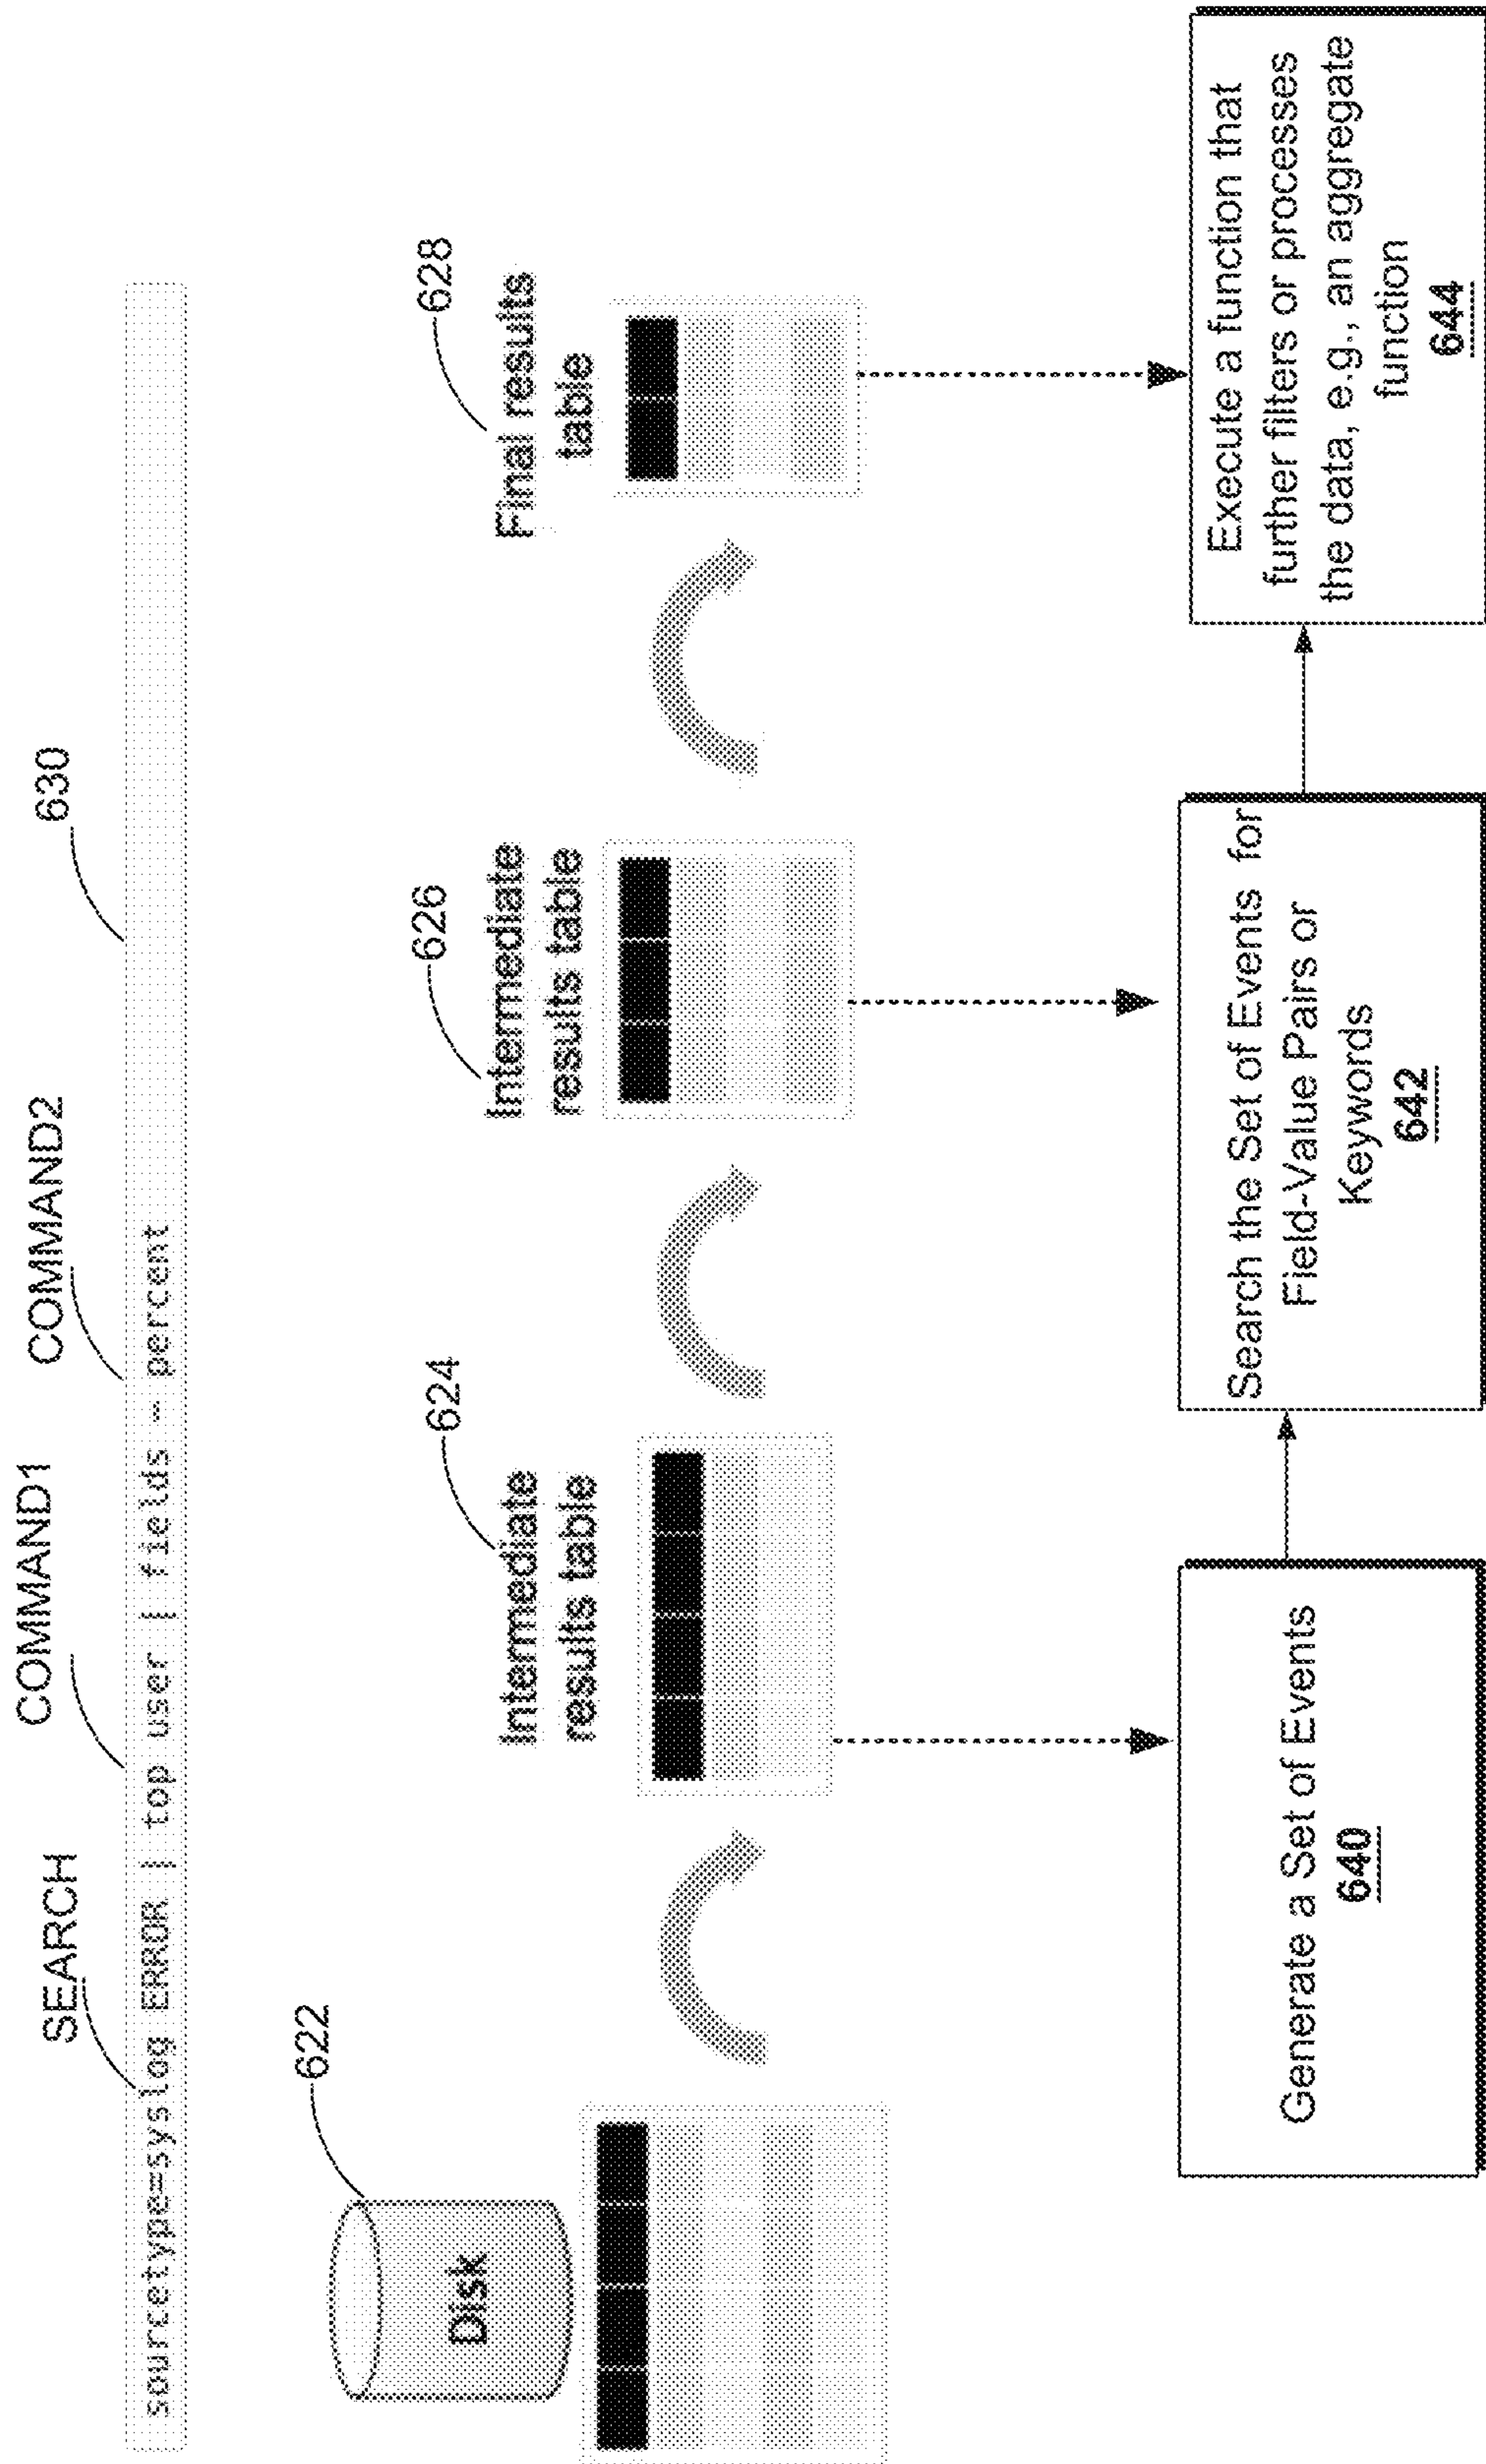 SEARCH
COMMAND1
COMMAND2
630
sourcetype=syslog ERROR | top user | fields - percent
622
Disk
624
Intermediate
results table
626
Intermediate
results table
628
Final results
table
Generate a Set of Events
640
Search the Set of Events for
Field-Value Pairs or
Keywords
642
Execute a function that
further filters or processes
the data, e.g., an aggregate
function
644